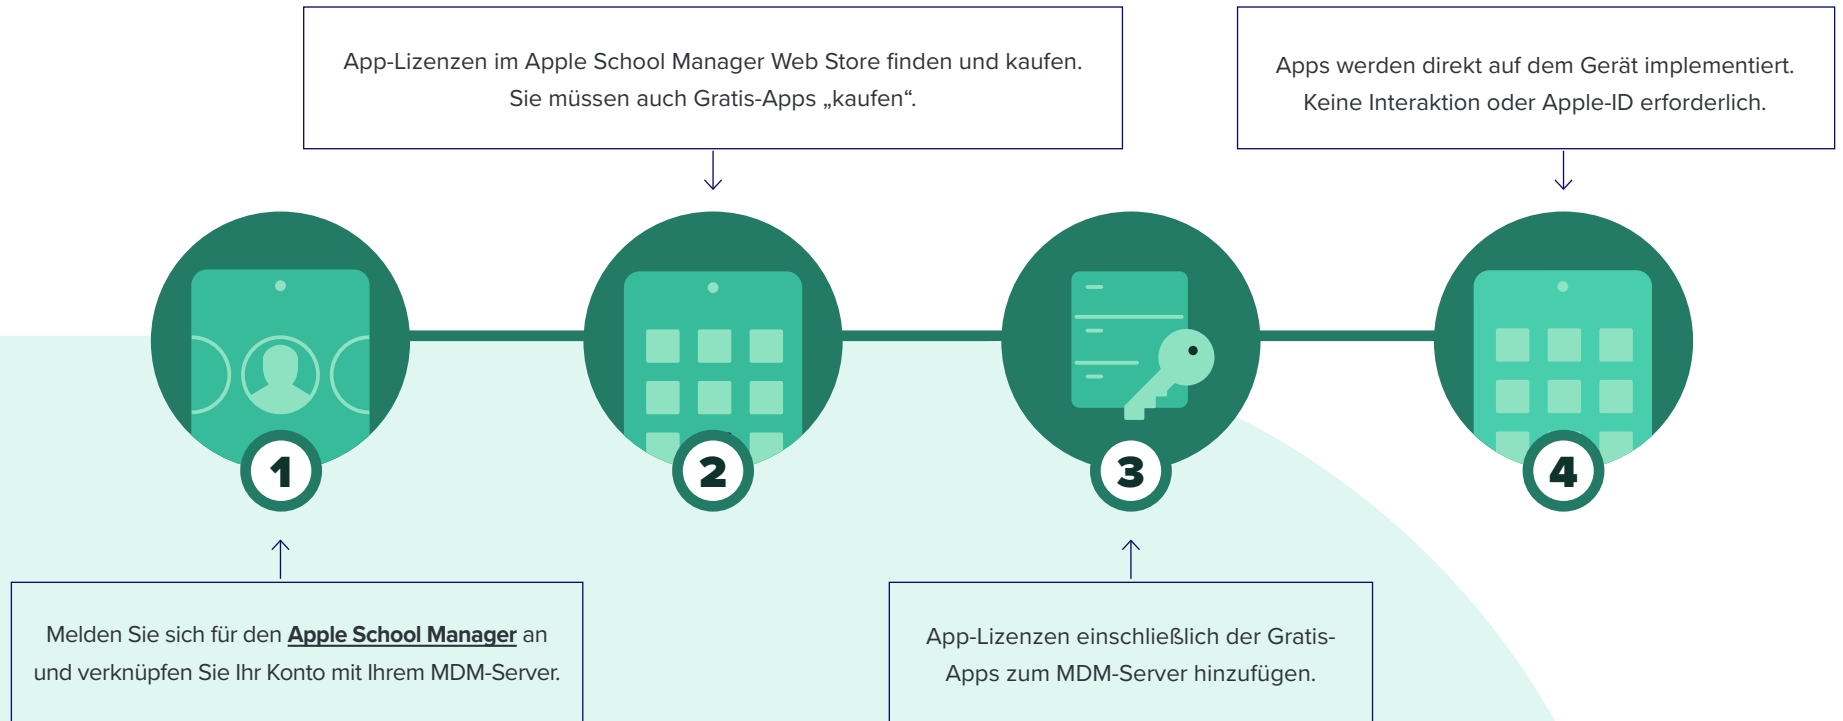 App-Lizenzen im Apple School Manager Web Store finden und kaufen.
Sie müssen auch Gratis-Apps „kaufen“.
Apps werden direkt auf dem Gerät implementiert.
Keine Interaktion oder Apple-ID erforderlich.
1
2
3
4
Melden Sie sich für den Apple School Manager an
und verknüpfen Sie Ihr Konto mit Ihrem MDM-Server.
App-Lizenzen einschließlich der Gratis-
Apps zum MDM-Server hinzufügen.